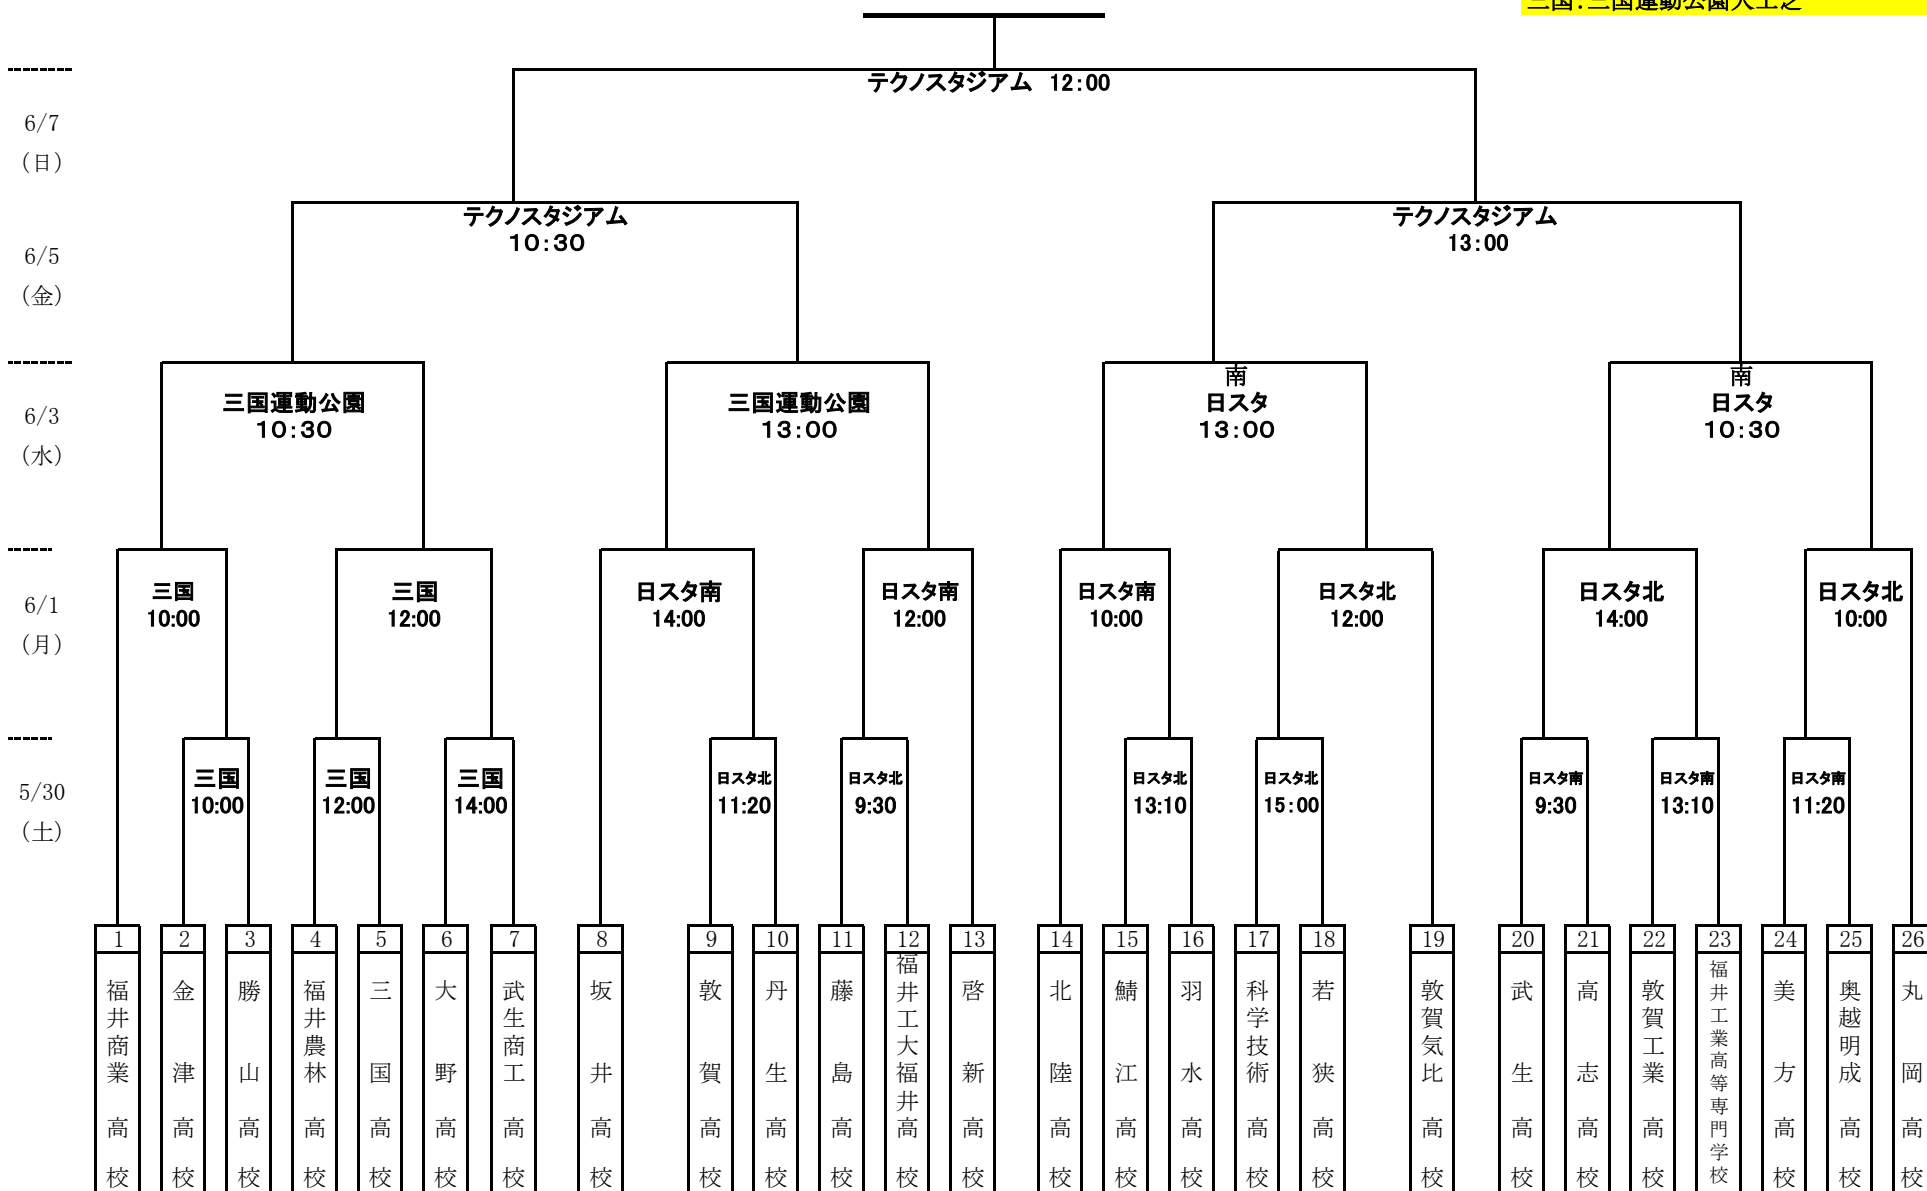 三国:三国運動公園人工芝
テクノスタジアム 12:00
6/7
(日)
テクノスタジアム
10:30
テクノスタジアム
13:00
6/5
(金)
三国運動公園
10:30
三国運動公園
13:00
南
日スタ
13:00
南
日スタ
10:30
6/3
(水)
三国
10:00
三国
12:00
日スタ南
14:00
日スタ南
12:00
日スタ南
10:00
日スタ北
12:00
日スタ北
14:00
日スタ北
10:00
6/1
(月)
三国
10:00
三国
12:00
三国
14:00
日スタ北
11:20
日スタ北
9:30
日スタ北
13:10
日スタ北
15:00
日スタ南
9:30
日スタ南
13:10
日スタ南
11:20
5/30
(土)
1
福井商業高校
2
金津高校
3
勝山高校
4
福井農林高校
5
三国高校
6
大野高校
7
武生商工高校
8
坂井高校
9
敦賀高校
10
丹生高校
11
藤島高校
12
福井工大福井高校
13
啓新高校
14
北陸高校
15
鯖江高校
16
羽水高校
17
科学技術高校
18
若狭高校
19
敦賀気比高校
20
武生高校
21
高志高校
22
敦賀工業高校
23
福井工業高等専門学校
24
美方高校
25
奥越明成高校
26
丸岡高校